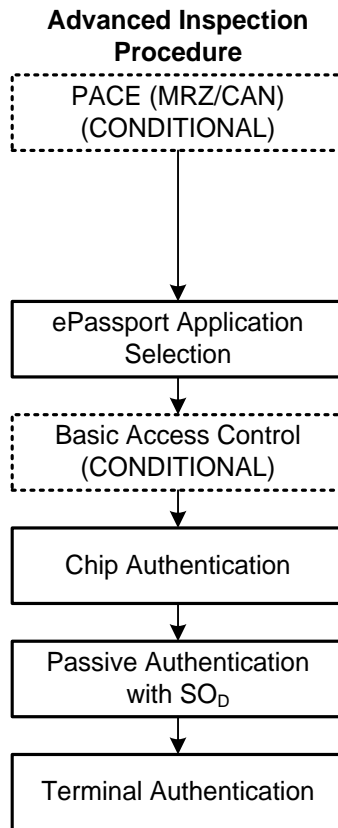 Advanced Inspection
Procedure
PACE (MRZ/CAN)
(CONDITIONAL)
ePassport Application
Selection
Basic Access Control
(CONDITIONAL)
Chip Authentication
Passive Authentication
with SOD
Terminal Authentication